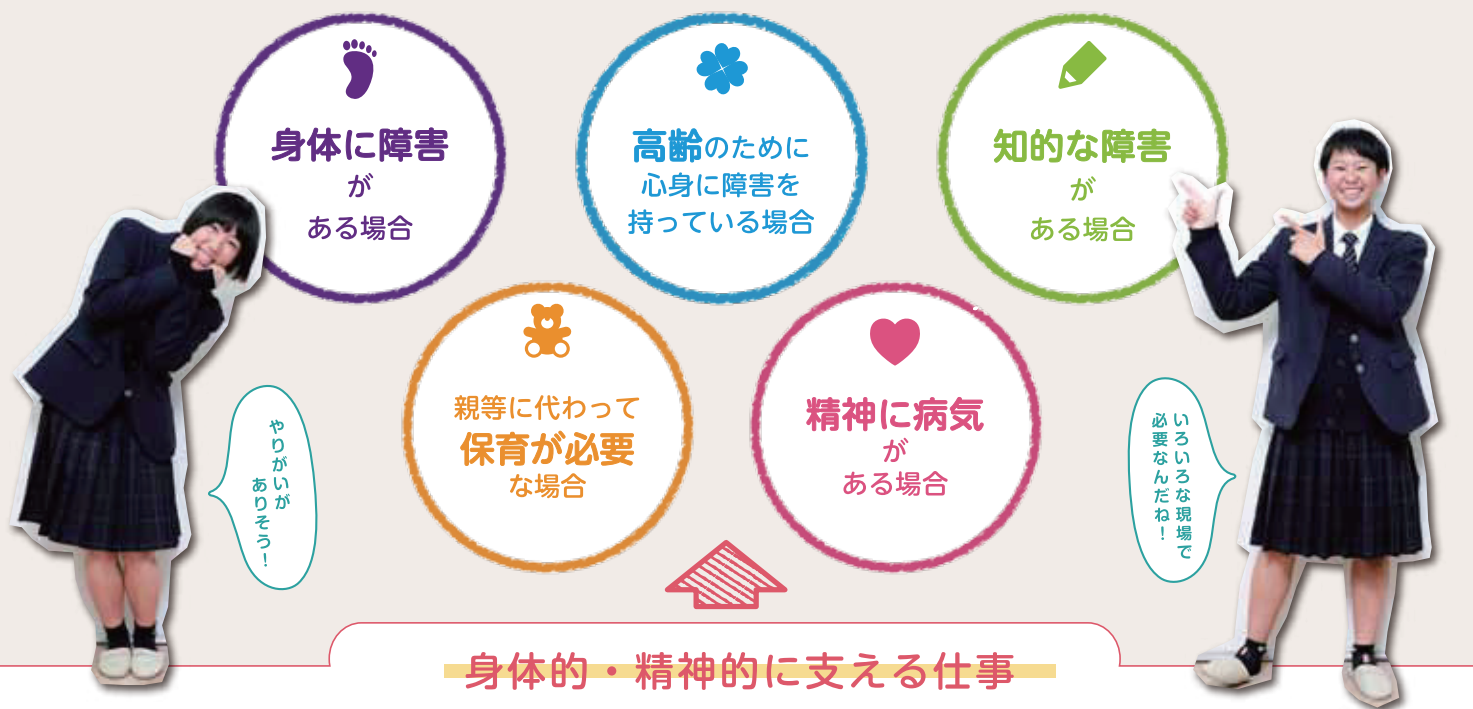 身体に障害
が
ある場合
高齢のために
心身に障害を
持っている場合
知的な障害
が
ある場合
親等に代わって
保育が必要
な場合
精神に病気
が
ある場合
やりがいが
ありそう！
いろいろな現場で
必要なんだね！
身体的・精神的に支える仕事